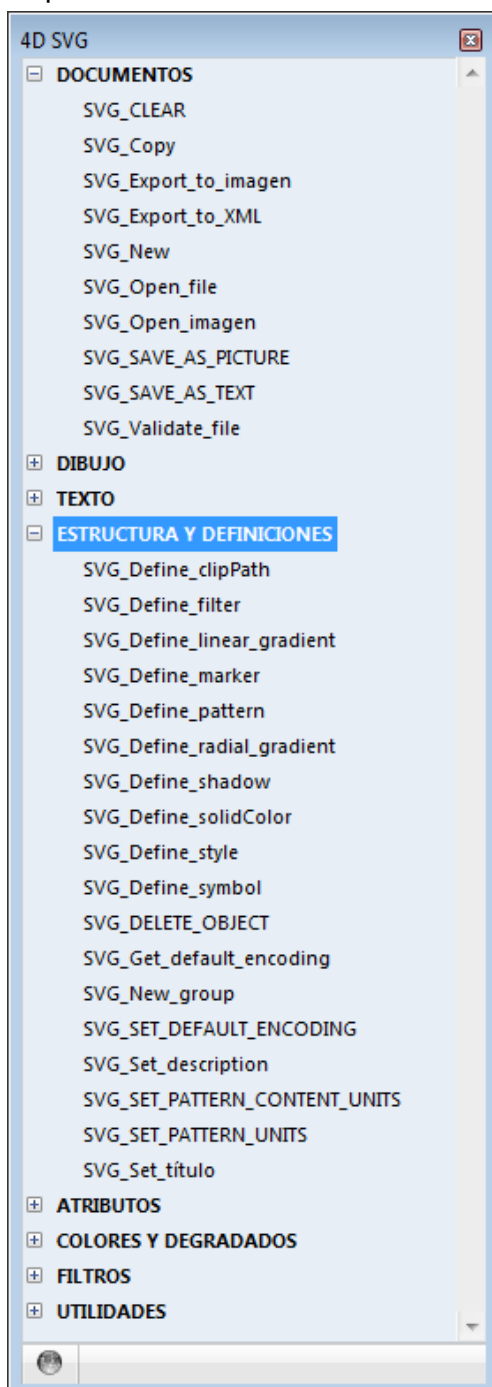 4D SVG
DOCUMENTOS
SVG_CLEAR
SVG_Copy
SVG_Export_to_imagen
SVG_Export_to_XML
SVG_New
SVG_Open_file
SVG_Open_imagen
SVG_SAVE_AS_PICTURE
SVG_SAVE_AS_TEXT
SVG_Validate_file
DIBUJO
TEXTO
ESTRUCTURA Y DEFINICIONES
SVG_Define_clipPath
SVG_Define_filter
SVG_Define_linear_gradient
SVG_Define_marker
SVG_Define_pattern
SVG_Define_radial_gradient
SVG_Define_shadow
SVG_Define_solidColor
SVG_Define_style
SVG_Define_symbol
SVG_DELETE_OBJECT
SVG_Get_default_encoding
SVG_New_group
SVG_SET_DEFAULT_ENCODING
SVG_Set_description
SVG_SET_PATTERN_CONTENT_UNITS
SVG_SET_PATTERN_UNITS
SVG_Set_título
ATRIBUTOS
COLORES Y DEGRADADOS
FILTROS
UTILIDADES